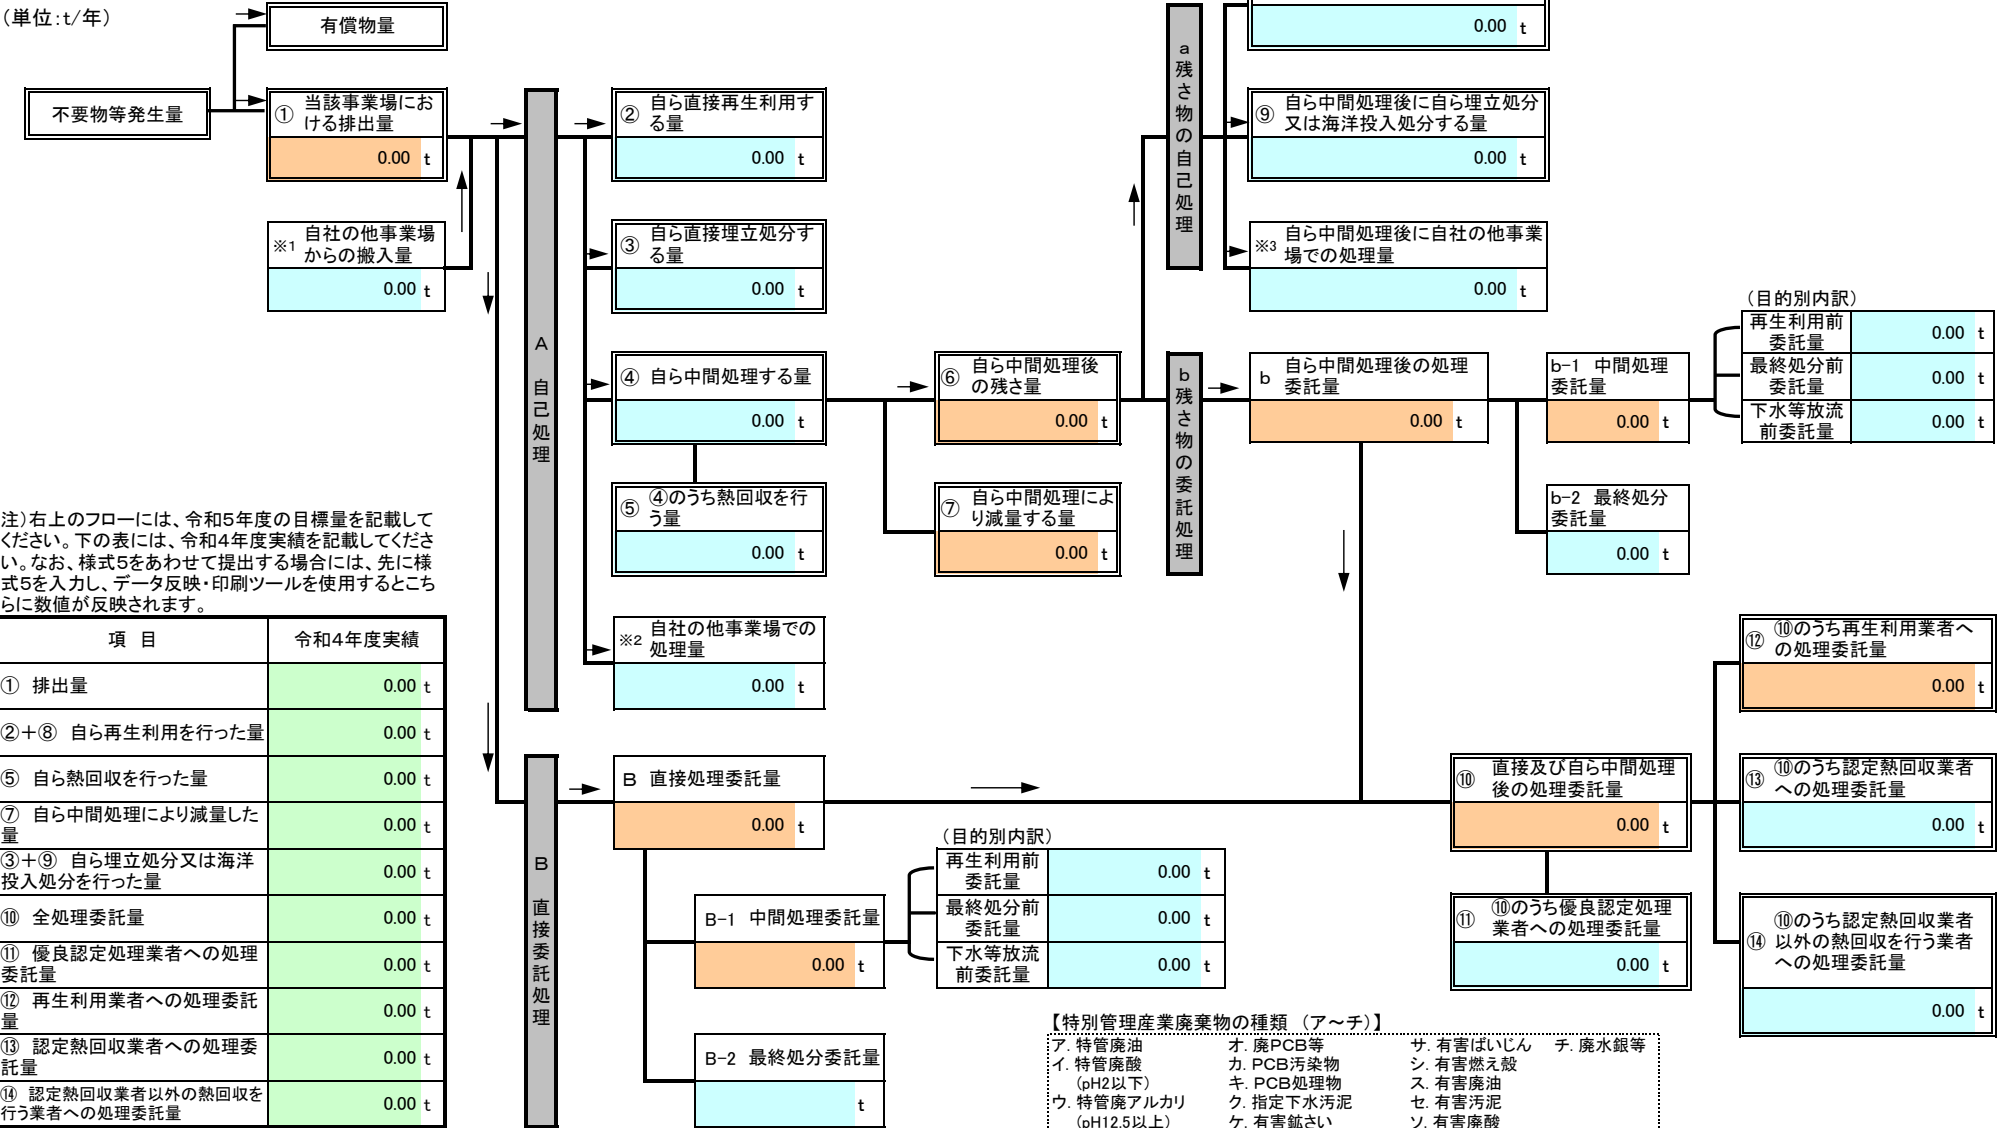 （単位：t/年）
有償物量
不要物等発生量
① 当該事業場にお
ける排出量
0.00 t
※1 自社の他事業場
からの搬入量
0.00 t
A 自己処理
② 自ら直接再生利用す
る量
0.00 t
③ 自ら直接埋立処分す
る量
0.00 t
④ 自ら中間処理する量
0.00 t
⑤ ④のうち熱回収を行
う量
0.00 t
※2 自社の他事業場での
処理量
0.00 t
⑥ 自ら中間処理後
の残さ量
0.00 t
⑦ 自ら中間処理によ
り減量する量
0.00 t
a 残さ物の自己処理
0.00 t
⑨ 自ら中間処理後に自ら埋立処分
又は海洋投入処分する量
0.00 t
※3 自ら中間処理後に自社の他事業
場での処理量
0.00 t
b 残さ物の委託処理
b 自ら中間処理後の処理
委託量
0.00 t
b-1 中間処理
委託量
0.00 t
（目的別内訳）
再生利用前
委託量
0.00 t
最終処分前
委託量
0.00 t
下水等放流
前委託量
0.00 t
b-2 最終処分
委託量
0.00 t
注）右上のフローには、令和5年度の目標量を記載して
ください。下の表には、令和4年度実績を記載してくださ
い。なお、様式5をあわせて提出する場合には、先に様
式5を入力し、データ反映・印刷ツールを使用するとこち
らに数値が反映されます。
項 目 令和4年度実績
① 排出量 0.00 t
②＋⑧ 自ら再生利用を行った量 0.00 t
⑤ 自ら熱回収を行った量 0.00 t
⑦ 自ら中間処理により減量した
量 0.00 t
③＋⑨ 自ら埋立処分又は海洋
投入処分を行った量 0.00 t
⑩ 全処理委託量 0.00 t
⑪ 優良認定処理業者への処理
委託量 0.00 t
⑫ 再生利用業者への処理委託
量 0.00 t
⑬ 認定熱回収業者への処理委
託量 0.00 t
⑭ 認定熱回収業者以外の熱回収を
行う業者への処理委託量 0.00 t
B 直接委託処理
B 直接処理委託量
0.00 t
B-1 中間処理委託量
0.00 t
（目的別内訳）
再生利用前
委託量
0.00 t
最終処分前
委託量
0.00 t
下水等放流
前委託量
0.00 t
B-2 最終処分委託量
t
⑩ 直接及び自ら中間処理
後の処理委託量
0.00 t
⑪ ⑩のうち優良認定処理
業者への処理委託量
0.00 t
⑫ ⑩のうち再生利用業者へ
の処理委託量
0.00 t
⑬ ⑩のうち認定熱回収業者
への処理委託量
0.00 t
⑭ ⑩のうち認定熱回収業者
以外の熱回収を行う業者
への処理委託量
0.00 t
【特別管理産業廃棄物の種類 （ア～チ）】
ア. 特管廃油 オ. 廃PCB等 サ. 有害ばいじん チ. 廃水銀等
イ. 特管廃酸 カ. PCB汚染物 シ. 有害燃え殻
（pH2以下） キ. PCB処理物 ス. 有害廃油
ウ. 特管廃アルカリ ク. 指定下水汚泥 セ. 有害汚泥
（pH12.5以上） ケ. 有害鉱さい ソ. 有害廃酸